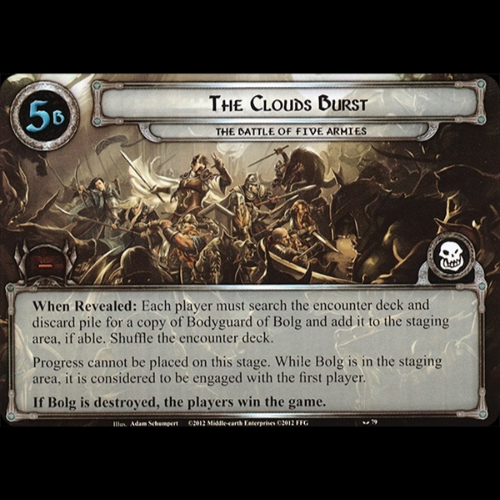 5B
THE CLOUDS BURST
THE BATTLE OF FIVE ARMIES
–
When Revealed: Each player must search the encounter deck and
discard pile for a copy of Bodyguard of Bolg and add it to the staging
area, if able. Shuffle the encounter deck.
Progress cannot be placed on this stage. While Bolg is in the staging
area, it is considered to be engaged with the first player.
If Bolg is destroyed, the players win the game.
Illus. Adam Schumpert ©2012 Middle-earth Enterprises ©2012 FFG 79